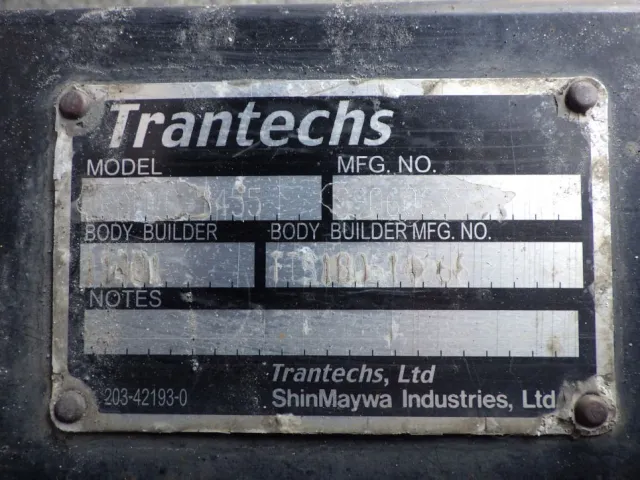 Trantechs
MODEL MFG. NO.
455
BODY BUILDER BODY BUILDER MFG. NO.
NOTES
Trantechs, Ltd
203-42193-0 ShinMaywa Industries, Ltd